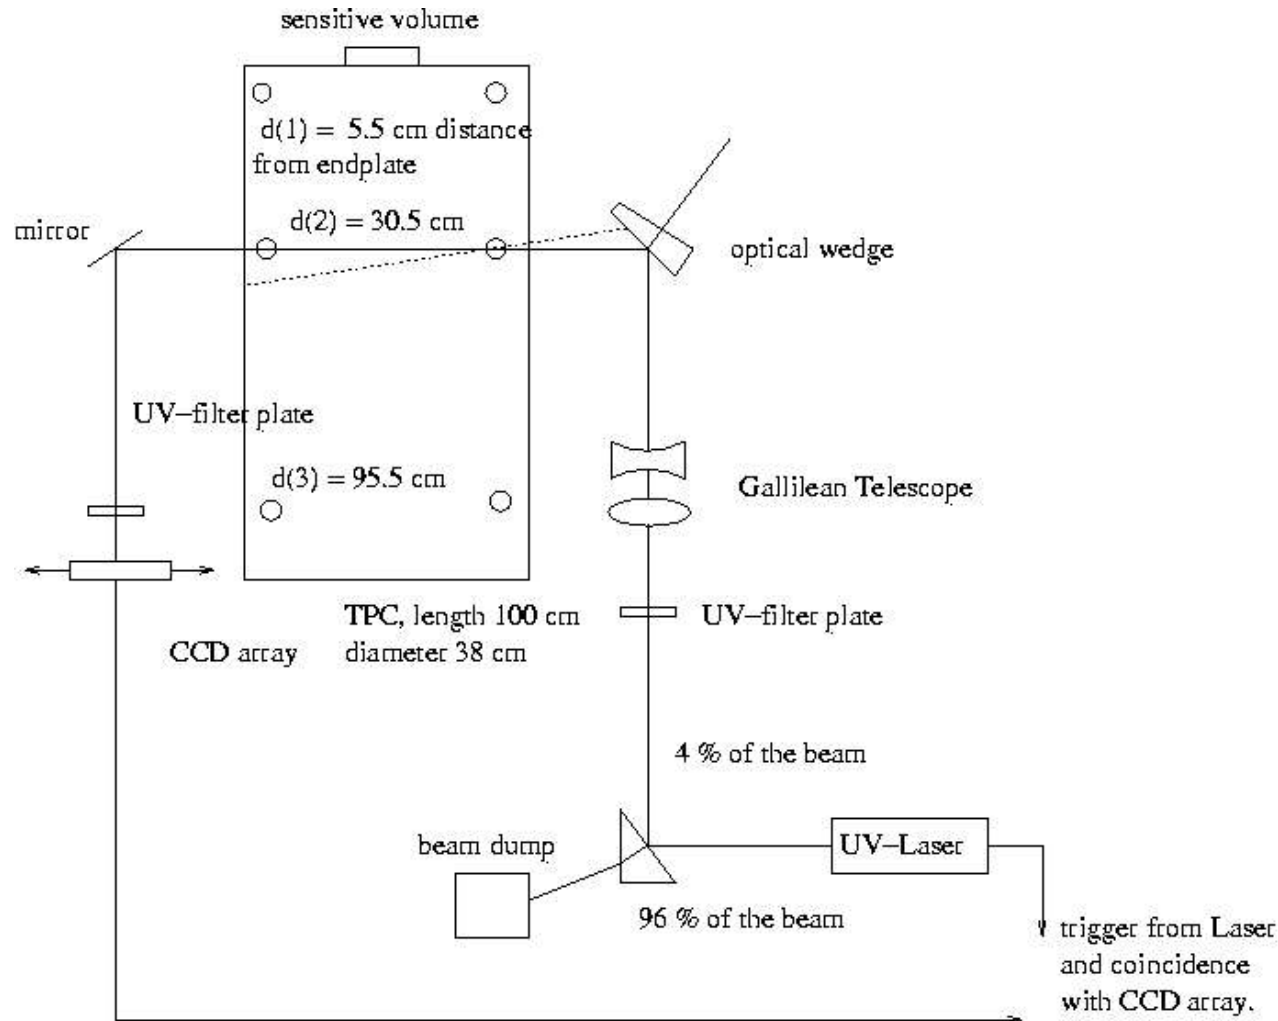 sensitive volume
d(1) = 5.5 cm distance
from endplate
mirror
d(2) = 30.5 cm
optical wedge
UV–filter plate
d(3) = 95.5 cm
Gallilean Telescope
TPC, length 100 cm
diameter 38 cm
UV–filter plate
CCD array
4 % of the beam
beam dump
UV–Laser
96 % of the beam
trigger from Laser
and coincidence
with CCD array.